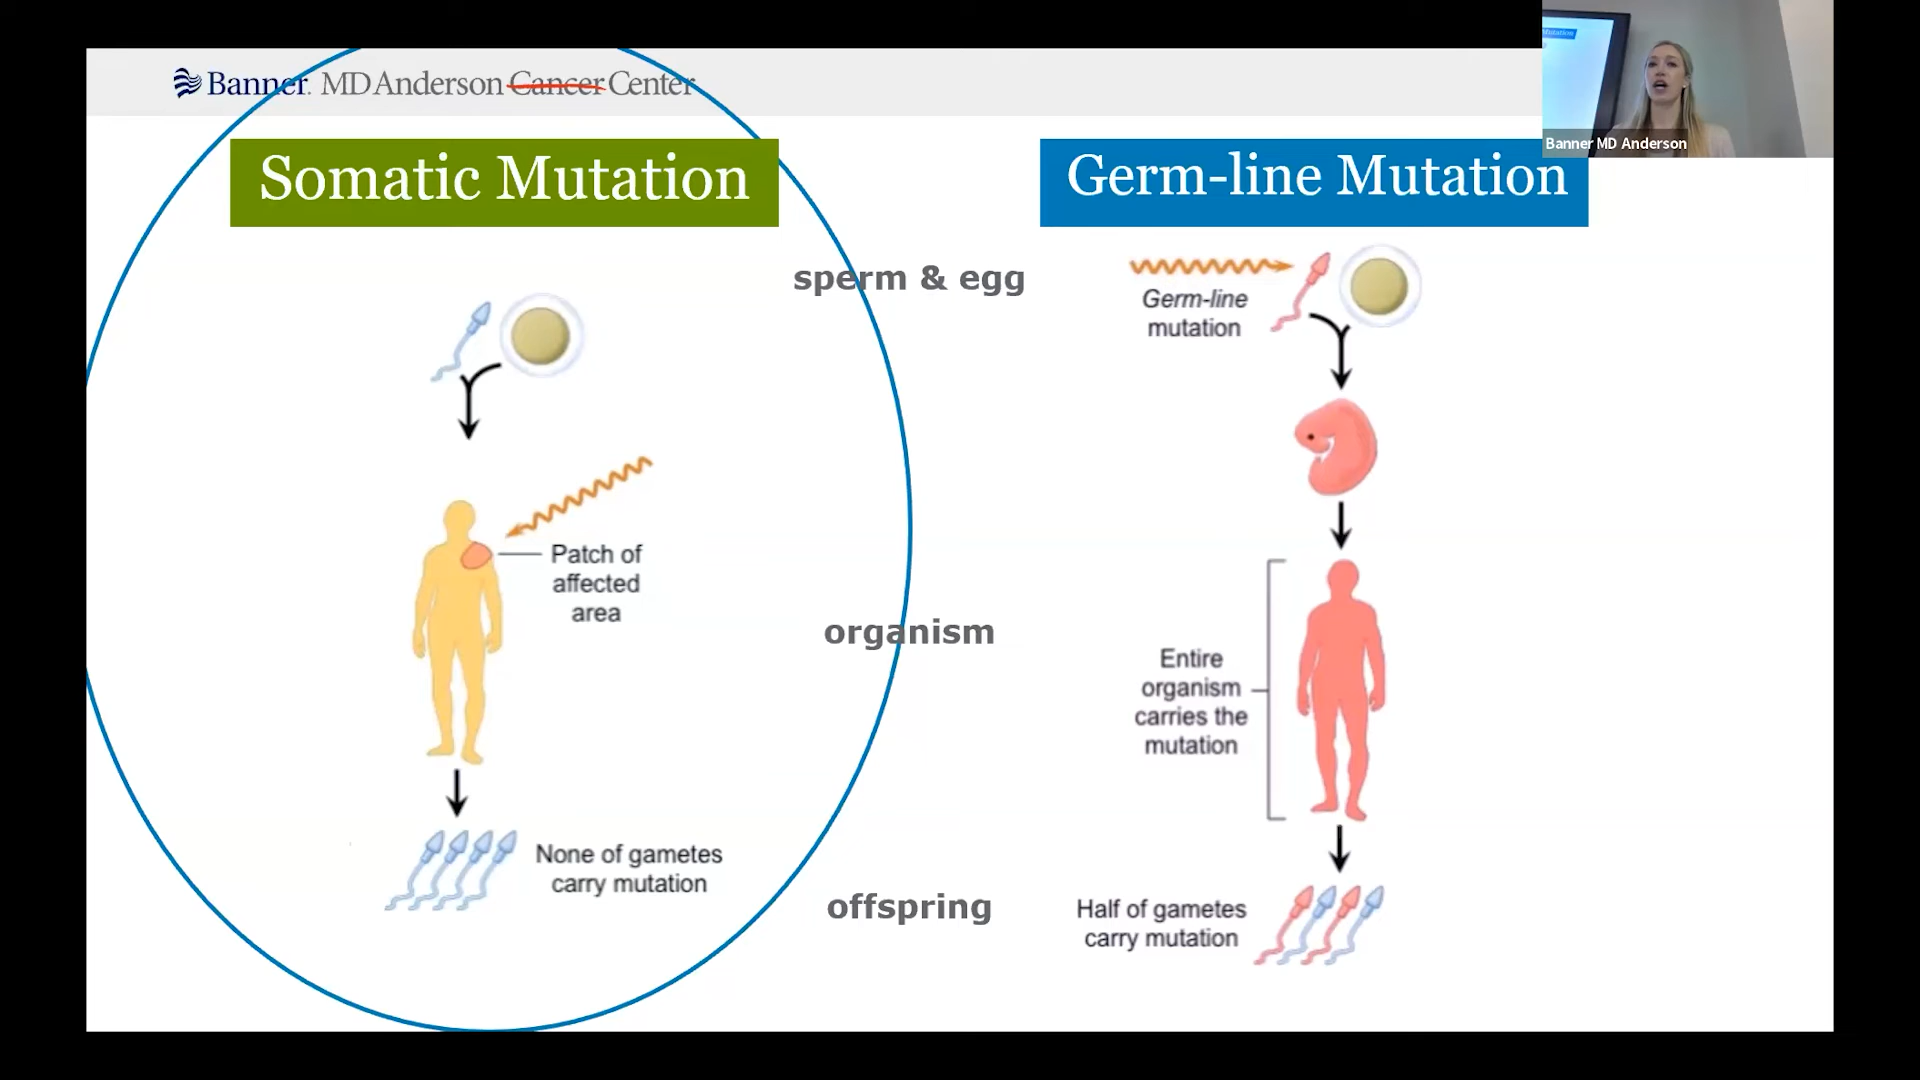 Banner. MD Anderson Cancer Center
Mutation
Banner MD Anderson
Somatic Mutation
Germ-line Mutation
sperm & egg
Germ-line
mutation
Patch of
affected
area
organism
Entire
organism
carries the
mutation
None of gametes
carry mutation
offspring
Half of gametes
carry mutation